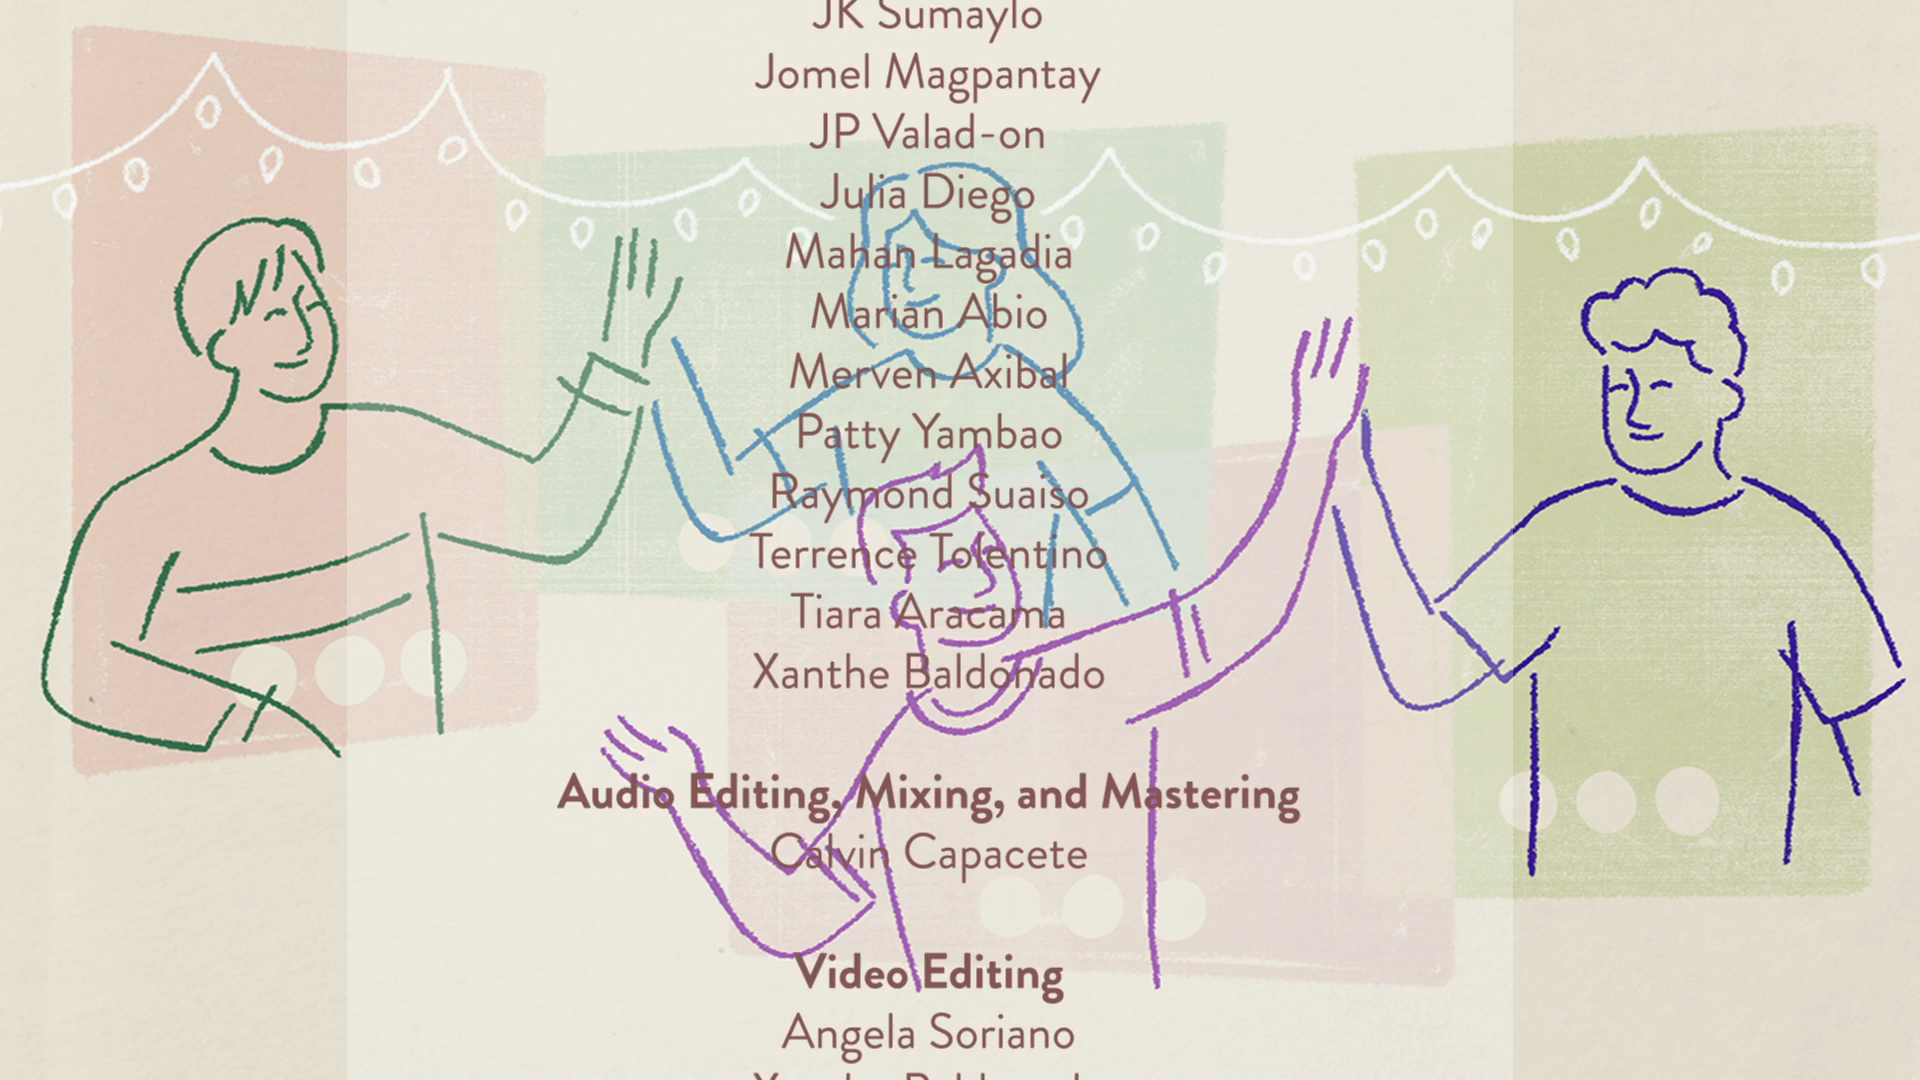 JK Sumaylo
Jomel Magpantay
JP Valad-on
Julia Diego
Mahan Lagadia
Marian Abio
Merven Axibal
Patty Yambao
Raymond Suaiso
Terrence Tolentino
Tiara Aracama
Xanthe Baldonado
Audio Editing, Mixing, and Mastering
Calvin Capacete
Video Editing
Angela Soriano